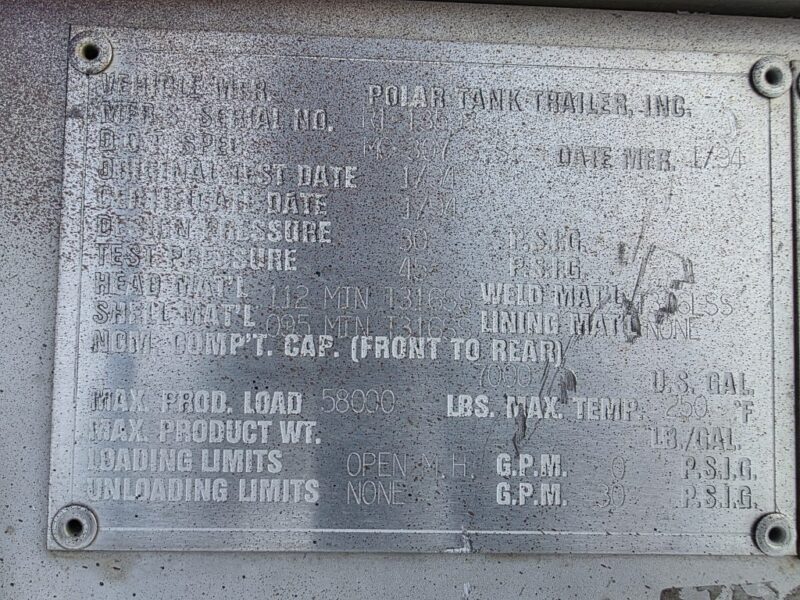 VEHICLE MFR. POLAR TANK TRAILER, INC.
MFR.S. SERIAL NO.
D.O.T. SPEC. MC-307 S.S. DATE MFR. 1/94
ORIGINAL TEST DATE 1/94
CERTIFICATE DATE 1/94
DESIGN PRESSURE 30 P.S.I.G.
TEST PRESSURE 45 P.S.I.G.
HEAD MAT'L .112 MIN T316SS WELD MAT'L
SHELL MAT'L .095 MIN T316SS LINING MAT'L NONE
NOM. COMP'T. CAP. (FRONT TO REAR)
7000 U.S. GAL.
MAX. PROD. LOAD 58000 LBS. MAX. TEMP. 250 °F
MAX. PRODUCT WT. LB./GAL.
LOADING LIMITS OPEN M.H. G.P.M. 0 P.S.I.G.
UNLOADING LIMITS NONE G.P.M. 30 P.S.I.G.